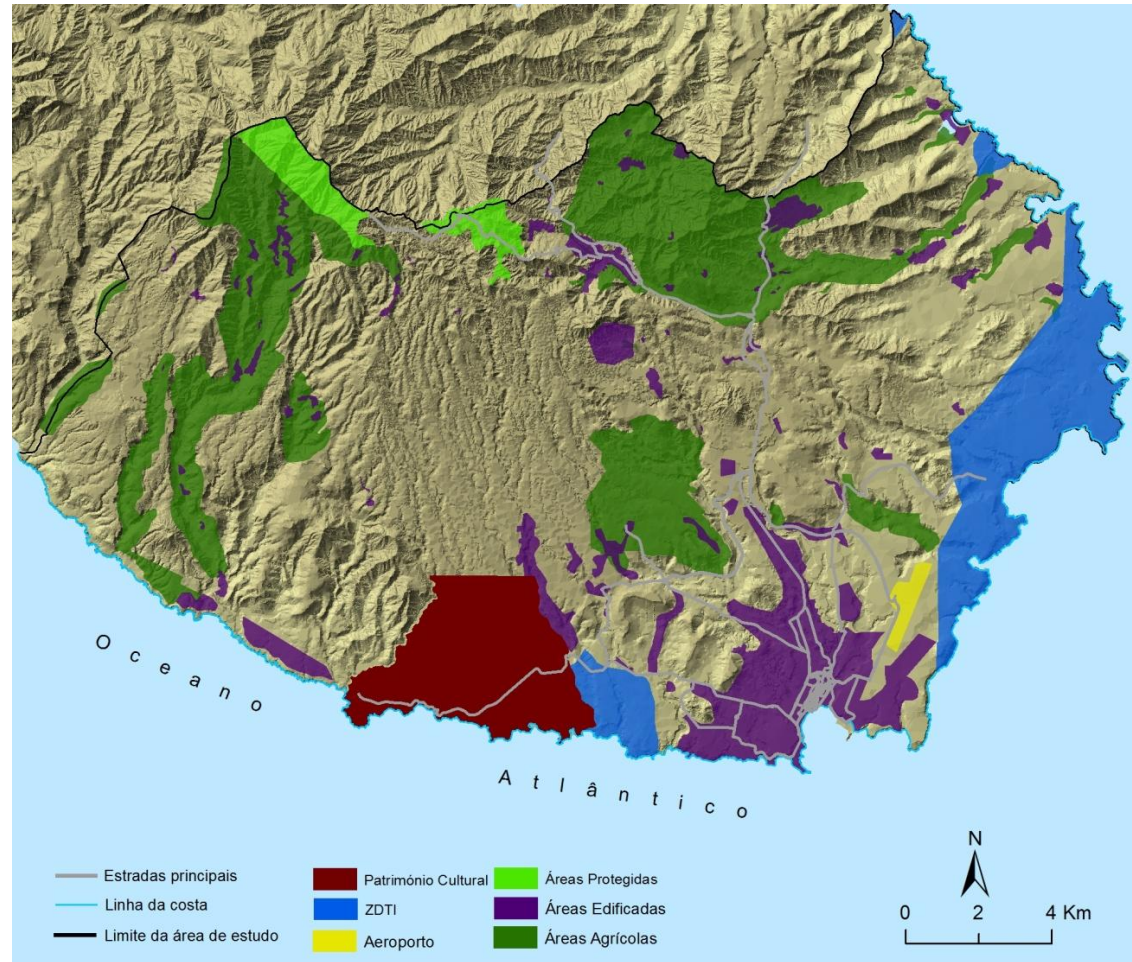 Oceano
Atlântico
N
0 2 4 Km
Estradas principais
Linha da costa
Limite da área de estudo
Património Cultural
ZDTI
Aeroporto
Áreas Protegidas
Áreas Edificadas
Áreas Agrícolas